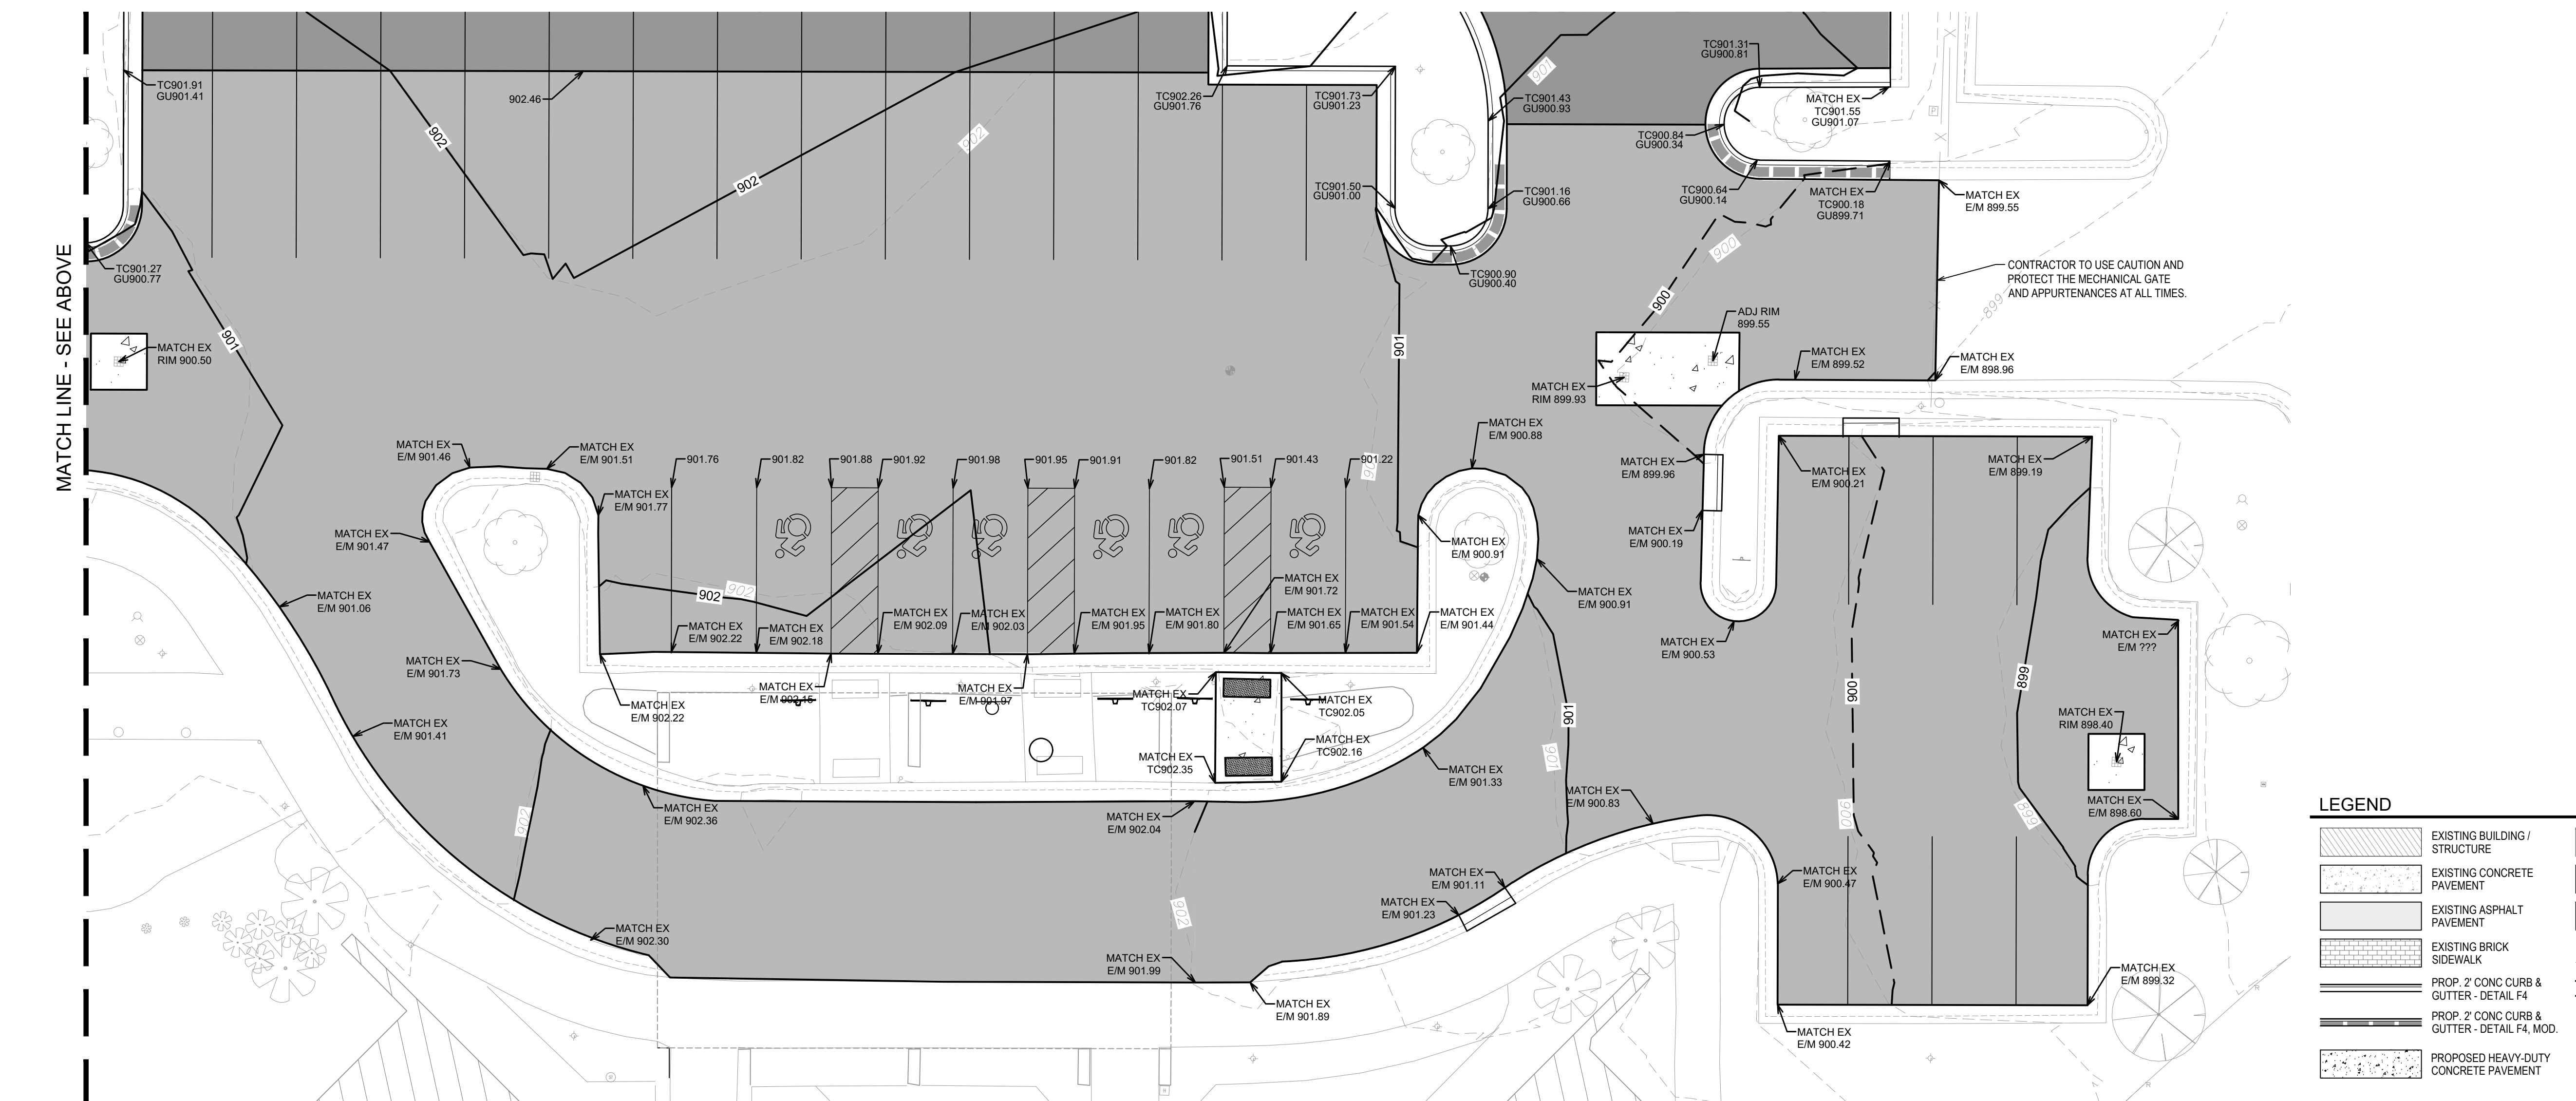 MATCH LINE - SEE ABOVE
TC901.91
GU901.41
902
902.46
902
902
TC902.26
GU901.76
TC901.73
GU901.23
901
TC901.43
GU900.93
TC901.31
GU900.81
MATCH EX
TC901.55
GU901.07
TC900.84
GU900.34
TC901.50
GU901.00
TC901.16
GU900.66
TC900.64
GU900.14
MATCH EX
TC900.18
GU899.71
MATCH EX
E/M 899.55
TC901.27
GU900.77
TC900.90
GU900.40
900
CONTRACTOR TO USE CAUTION AND
PROTECT THE MECHANICAL GATE
AND APPURTENANCES AT ALL TIMES.
899
900
901
901
MATCH EX
RIM 900.50
ADJ RIM
899.55
MATCH EX
E/M 899.52
MATCH EX
E/M 898.96
MATCH EX
RIM 899.93
MATCH EX
E/M 901.46
MATCH EX
E/M 901.51
MATCH EX
E/M 900.88
901.76
901.82
901.88
901.92
901.98
901.95
901.91
901.82
901.51
901.43
901.22
MATCH EX
E/M 899.96
MATCH EX
E/M 900.21
MATCH EX
E/M 899.19
MATCH EX
E/M 901.77
MATCH EX
E/M 901.47
MATCH EX
E/M 900.91
MATCH EX
E/M 900.19
MATCH EX
E/M 901.06
902
902
MATCH EX
E/M 901.72
MATCH EX
E/M 900.91
MATCH EX
E/M 902.22
MATCH EX
E/M 902.18
MATCH EX
E/M 902.09
MATCH EX
E/M 902.03
MATCH EX
E/M 901.95
MATCH EX
E/M 901.80
MATCH EX
E/M 901.65
MATCH EX
E/M 901.54
MATCH EX
E/M 901.44
MATCH EX
E/M 900.53
MATCH EX
E/M ???
MATCH EX
E/M 901.73
MATCH EX
E/M 902.22
MATCH EX
E/M 902.15
MATCH EX
E/M 901.97
MATCH EX
TC902.07
MATCH EX
TC902.05
MATCH EX
E/M 901.41
MATCH EX
TC902.35
MATCH EX
TC902.16
MATCH EX
E/M 901.33
901
901
900
899
MATCH EX
RIM 898.40
MATCH EX
E/M 902.36
902
MATCH EX
E/M 902.04
MATCH EX
E/M 900.83
900
899
MATCH EX
E/M 898.60
MATCH EX
E/M 902.30
902
MATCH EX
E/M 901.11
MATCH EX
E/M 901.23
MATCH EX
E/M 900.47
MATCH EX
E/M 901.99
MATCH EX
E/M 901.89
MATCH EX
E/M 899.32
MATCH EX
E/M 900.42
LEGEND
EXISTING BUILDING /
STRUCTURE
EXISTING CONCRETE
PAVEMENT
EXISTING ASPHALT
PAVEMENT
EXISTING BRICK
SIDEWALK
PROP. 2' CONC CURB &
GUTTER - DETAIL F4
PROP. 2' CONC CURB &
GUTTER - DETAIL F4, MOD.
PROPOSED HEAVY-DUTY
CONCRETE PAVEMENT